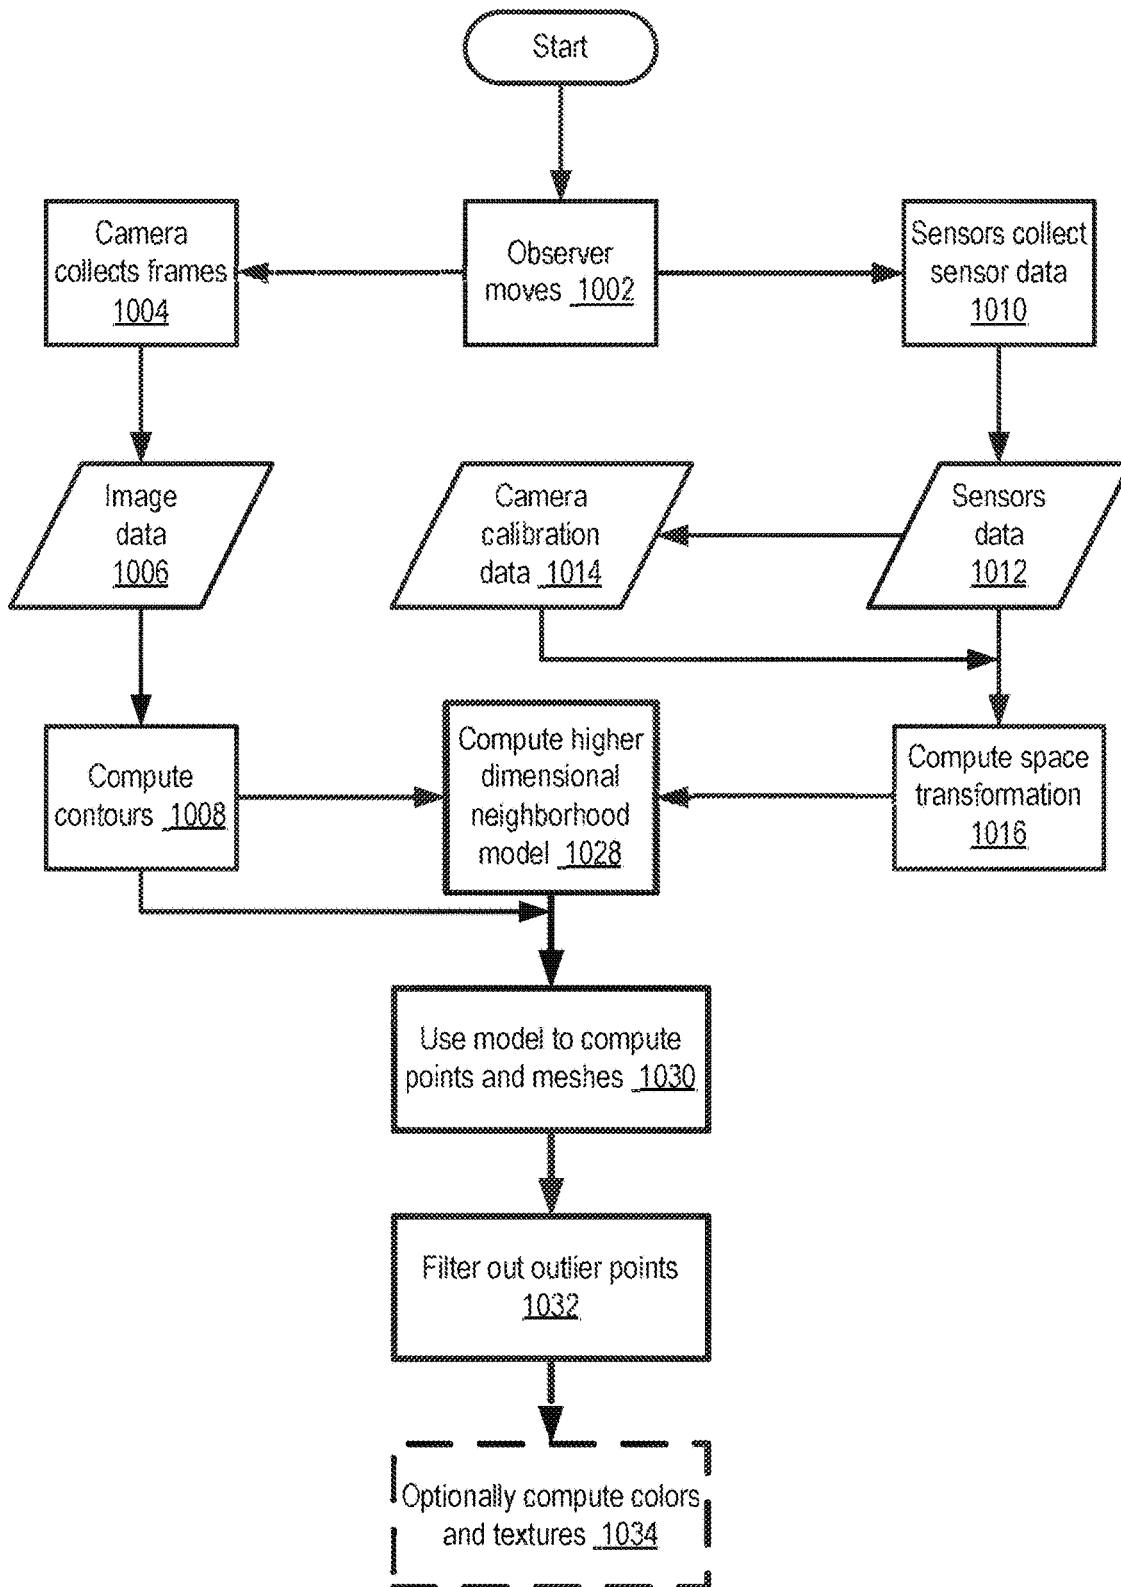 Start
Camera
collects frames
1004
Observer
moves 1002
Sensors collect
sensor data
1010
Image
data
1006
Camera
calibration
data 1014
Sensors
data
1012
Compute
contours 1008
Compute higher
dimensional
neighborhood
model 1028
Compute space
transformation
1016
Use model to compute
points and meshes 1030
Filter out outlier points
1032
Optionally compute colors
and textures 1034